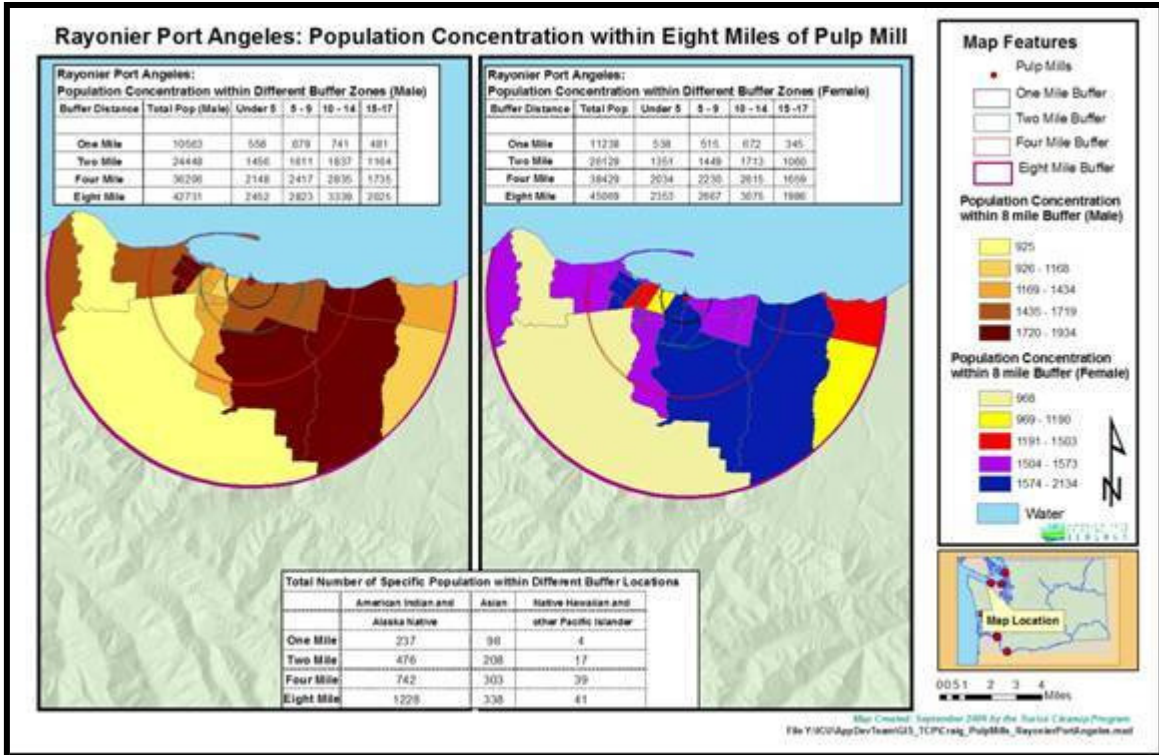 Rayonier Port Angeles: Population Concentration within Eight Miles of Pulp Mill
Rayonier Port Angeles:
Population Concentration within Different Buffer Zones (Male)
Buffer Distance Total Pop (Male) Under 5 5 - 9 10 - 14 15-17
One Mile 10563 558 679 741 481
Two Mile 24448 1456 1611 1837 1164
Four Mile 36206 2148 2417 2835 1735
Eight Mile 42731 2452 2823 3339 2025
Rayonier Port Angeles:
Population Concentration within Different Buffer Zones (Female)
Buffer Distance Total Pop Under 5 5 - 9 10 - 14 15 -17
One Mile 11238 538 515 672 345
Two Mile 26129 1351 1449 1713 1060
Four Mile 38429 2034 2230 2615 1659
Eight Mile 45069 2353 2667 3075 1986
Total Number of Specific Population within Different Buffer Locations
American Indian and Asian Native Hawaiian and
Alaska Native other Pacific Islander
One Mile 237 98 4
Two Mile 476 208 17
Four Mile 742 303 39
Eight Mile 1228 338 41
Map Features
Pulp Mills
One Mile Buffer
Two Mile Buffer
Four Mile Buffer
Eight Mile Buffer
Population Concentration
within 8 mile Buffer (Male)
925
926 - 1168
1169 - 1434
1435 - 1719
1720 - 1934
Population Concentration
within 8 mile Buffer (Female)
968
969 - 1190
1191 - 1503
1504 - 1573
1574 - 2134
Water
N
Map Location
0 0.5 1 2 3 4
Miles
Map Created: September 2009 by the Toxics Cleanup Program